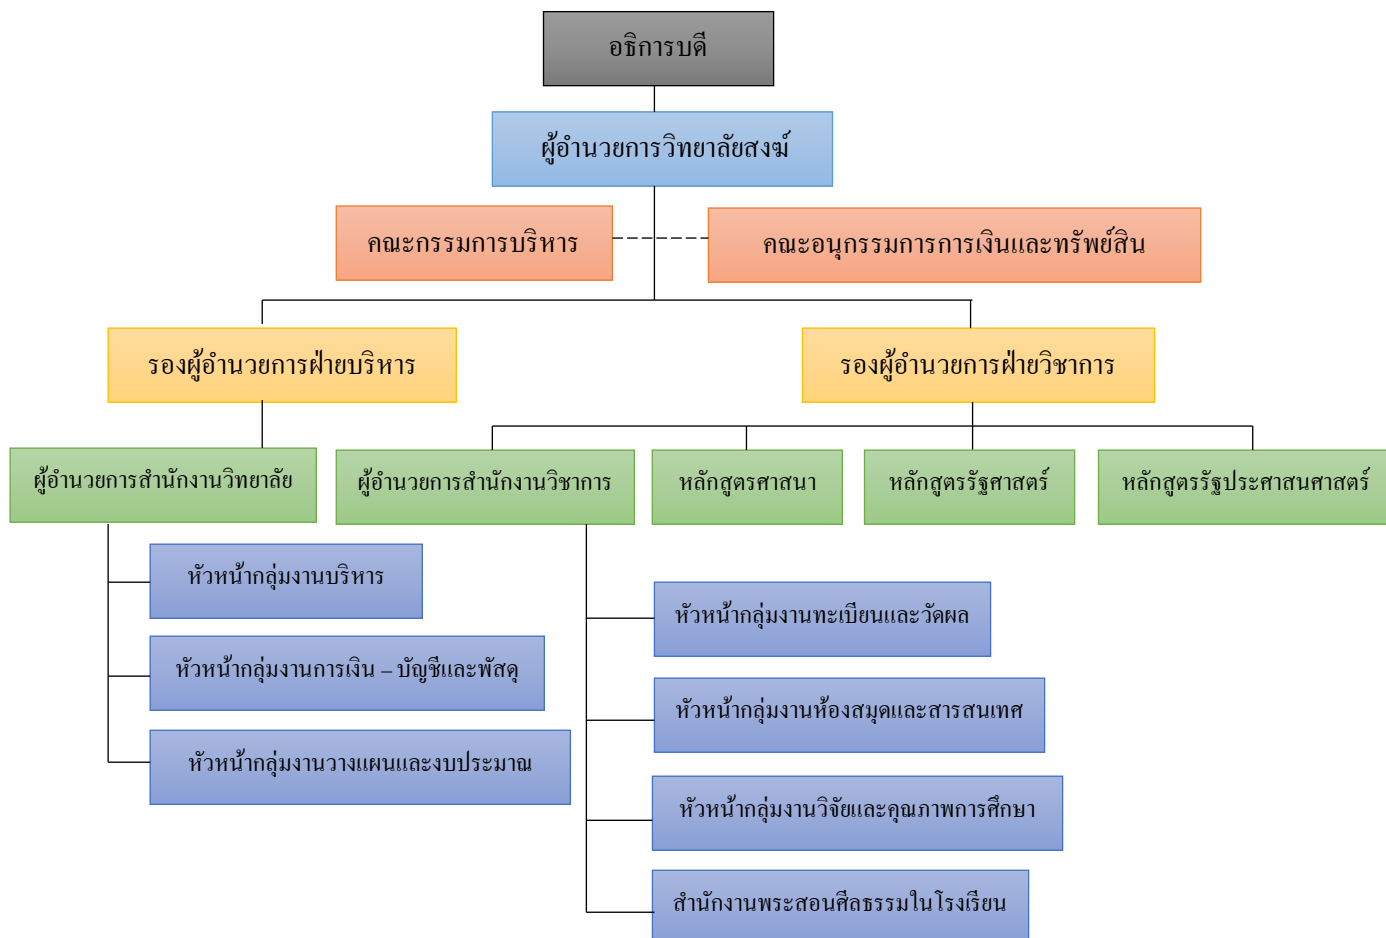 อธิการบดี
ผู้อำนวยการวิทยาลัยสงฆ์
คณะกรรมการบริหาร
คณะอนุกรรมการการเงินและทรัพย์สิน
รองผู้อำนวยการฝ่ายบริหาร
รองผู้อำนวยการฝ่ายวิชาการ
ผู้อำนวยการสำนักงานวิทยาลัย
ผู้อำนวยการสำนักงานวิชาการ
หลักสูตรศาสนา
หลักสูตรรัฐศาสตร์
หลักสูตรรัฐประศาสนศาสตร์
หัวหน้ากลุ่มงานบริหาร
หัวหน้ากลุ่มงานการเงิน – บัญชีและพัสดุ
หัวหน้ากลุ่มงานวางแผนและงบประมาณ
หัวหน้ากลุ่มงานทะเบียนและวัดผล
หัวหน้ากลุ่มงานห้องสมุดและสารสนเทศ
หัวหน้ากลุ่มงานวิจัยและคุณภาพการศึกษา
สำนักงานพระสอนศีลธรรมในโรงเรียน